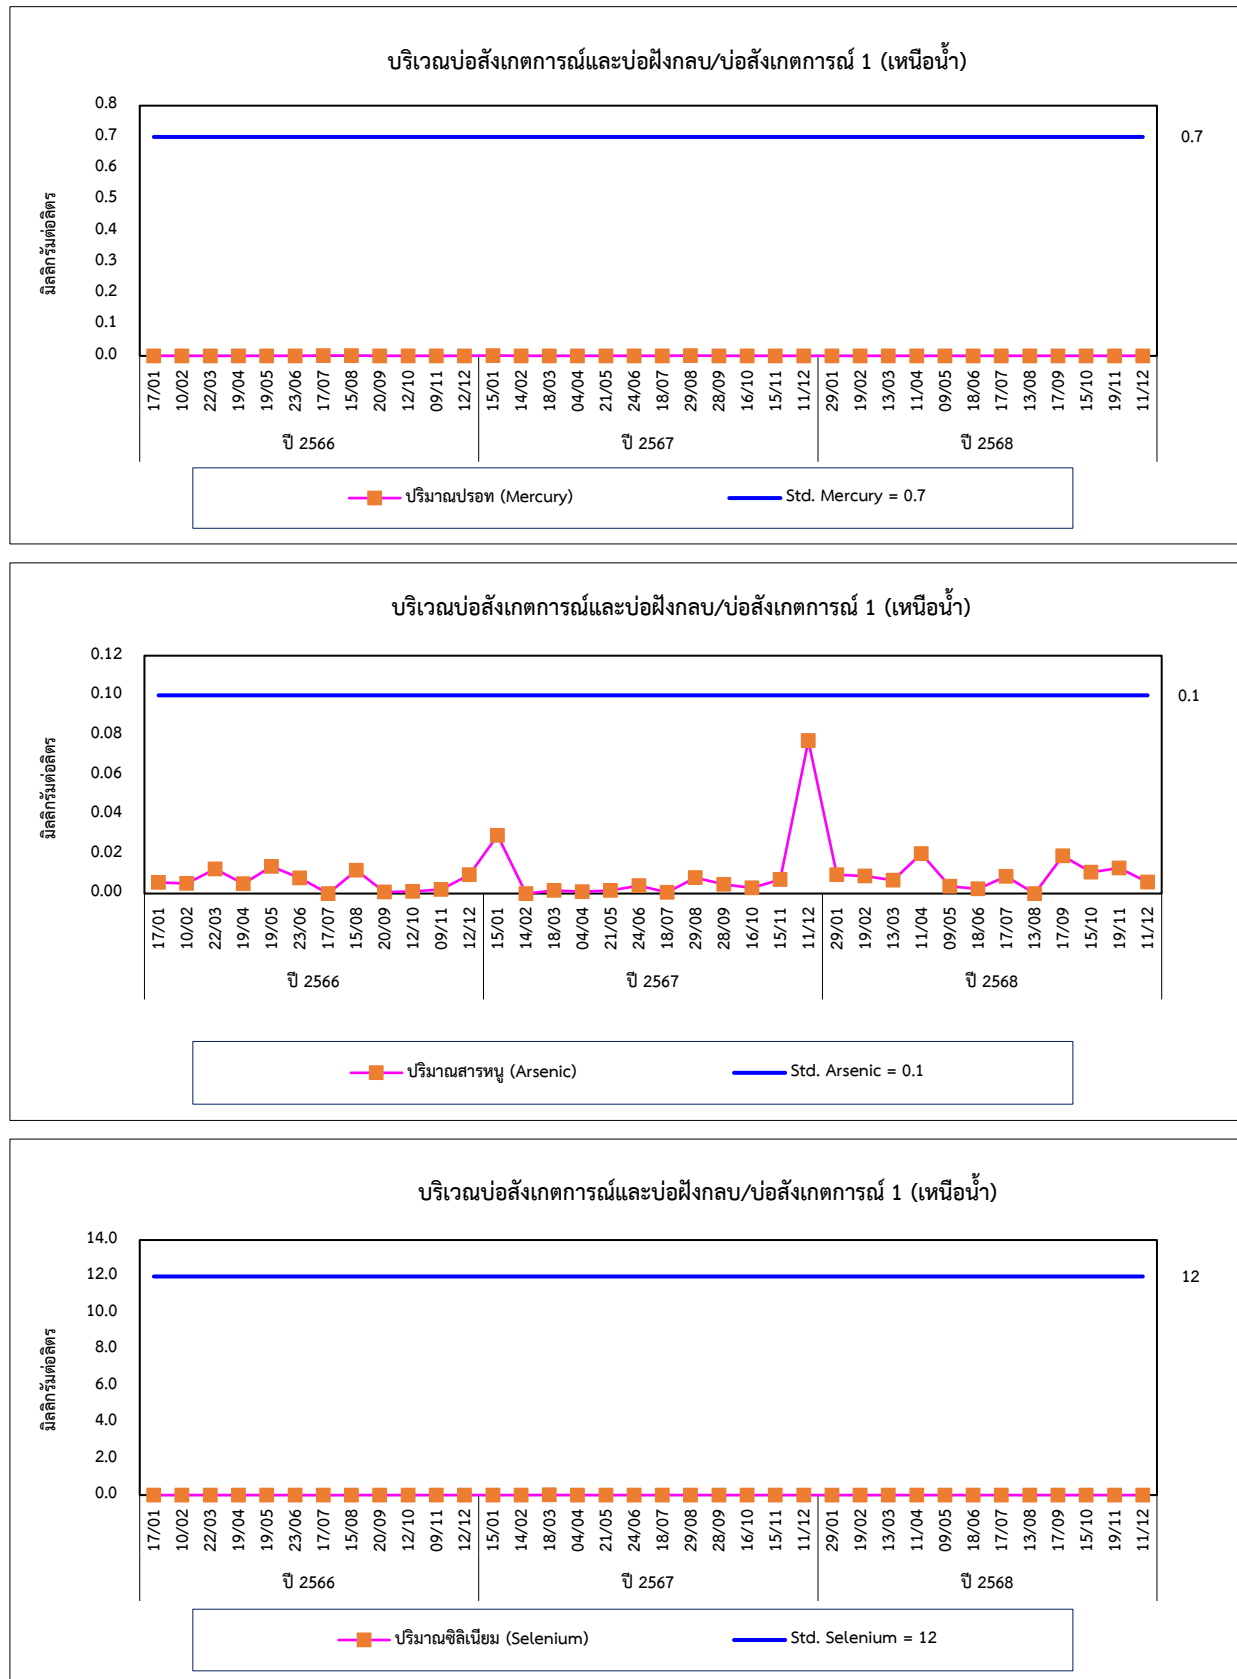 บริเวณบ่อสังเกตการณ์และบ่อฝังกลบ/บ่อสังเกตการณ์ 1 (เหนือน้ำ)
มิลลิกรัมต่อลิตร
0.8
0.7
0.6
0.5
0.4
0.3
0.2
0.1
0.0
0.7
17/01 10/02 22/03 19/04 19/05 23/06 17/07 15/08 20/09 12/10 09/11 12/12 15/01 14/02 18/03 04/04 21/05 24/06 18/07 29/08 28/09 16/10 15/11 11/12 29/01 19/02 13/03 11/04 09/05 18/06 17/07 13/08 17/09 15/10 19/11 11/12
ปี 2566 ปี 2567 ปี 2568
ปริมาณปรอท (Mercury) Std. Mercury = 0.7
บริเวณบ่อสังเกตการณ์และบ่อฝังกลบ/บ่อสังเกตการณ์ 1 (เหนือน้ำ)
มิลลิกรัมต่อลิตร
0.12
0.10
0.08
0.06
0.04
0.02
0.00
0.1
17/01 10/02 22/03 19/04 19/05 23/06 17/07 15/08 20/09 12/10 09/11 12/12 15/01 14/02 18/03 04/04 21/05 24/06 18/07 29/08 28/09 16/10 15/11 11/12 29/01 19/02 13/03 11/04 09/05 18/06 17/07 13/08 17/09 15/10 19/11 11/12
ปี 2566 ปี 2567 ปี 2568
ปริมาณสารหนู (Arsenic) Std. Arsenic = 0.1
บริเวณบ่อสังเกตการณ์และบ่อฝังกลบ/บ่อสังเกตการณ์ 1 (เหนือน้ำ)
มิลลิกรัมต่อลิตร
14.0
12.0
10.0
8.0
6.0
4.0
2.0
0.0
12
17/01 10/02 22/03 19/04 19/05 23/06 17/07 15/08 20/09 12/10 09/11 12/12 15/01 14/02 18/03 04/04 21/05 24/06 18/07 29/08 28/09 16/10 15/11 11/12 29/01 19/02 13/03 11/04 09/05 18/06 17/07 13/08 17/09 15/10 19/11 11/12
ปี 2566 ปี 2567 ปี 2568
ปริมาณซิลิเนียม (Selenium) Std. Selenium = 12